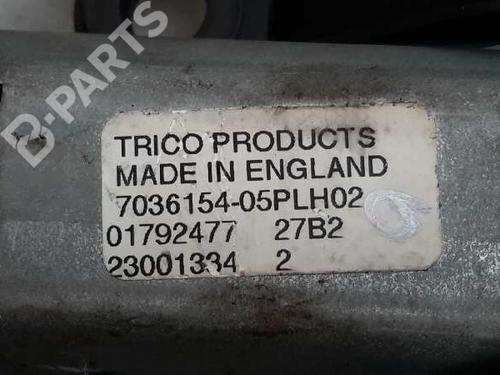 B-PARTS
TRICO PRODUCTS
MADE IN ENGLAND
7036154-05PLH02
01792477 27B2
23001334 2